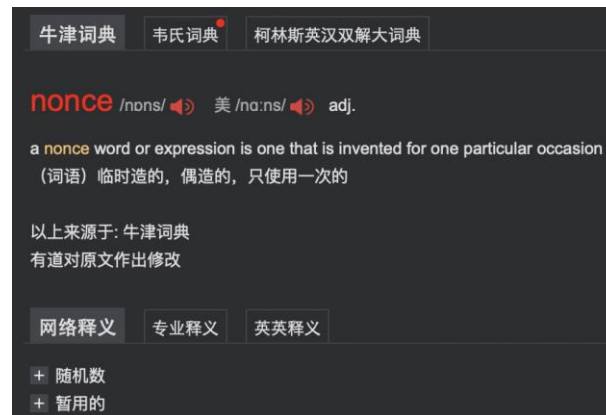 牛津词典 韦氏词典 柯林斯英汉双解大词典
nonce /nɒns/ 美 /nɑːns/ adj.
a nonce word or expression is one that is invented for one particular occasion
（词语）临时造的，偶造的，只使用一次的
以上来源于: 牛津词典
有道对原文作出修改
网络释义 专业释义 英英释义
+ 随机数
+ 暂用的